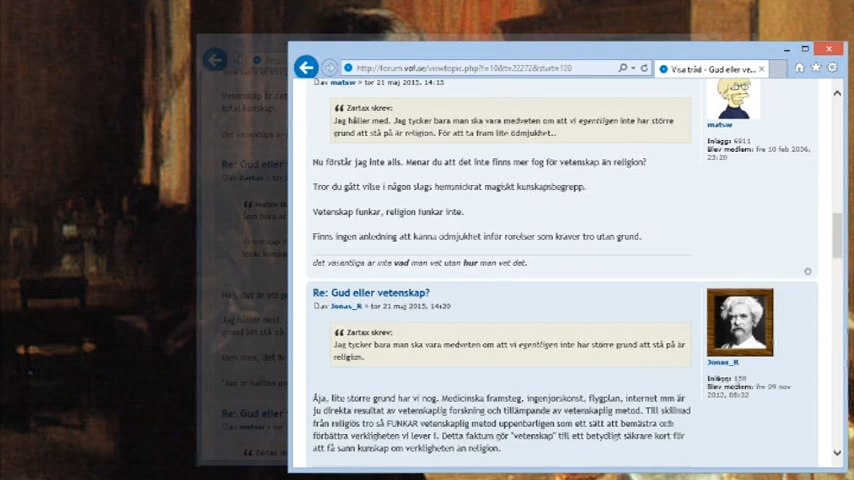 http://forum.vof.se/viewtopic.php?f=10&t=22272&start=120
Visa tråd - Gud eller ve...
av matsw » tor 21 maj 2015, 14:13
Zartax skrev:
Jag håller med. Jag tycker bara man ska vara medveten om att vi egentligen inte har större
grund att stå på är religion. För att ta fram lite ödmjukhet..
matsw
Inlägg: 6911
Blev medlem: fre 10 feb 2006,
23:20
Nu förstår jag inte alls. Menar du att det inte finns mer fog för vetenskap än religion?
Tror du gått vilse i någon slags hemsnickrat magiskt kunskapsbegrepp.
Vetenskap funkar, religion funkar inte.
Finns ingen anledning att känna ödmjukhet inför rörelser som kräver tro utan grund.
det väsentliga är inte vad man vet utan hur man vet det.
Re: Gud eller vetenskap?
av Jonas_R » tor 21 maj 2015, 14:20
Zartax skrev:
Jag tycker bara man ska vara medveten om att vi egentligen inte har större grund att stå på är
religion.
Jonas_R
Inlägg: 158
Blev medlem: fre 09 nov
2012, 08:32
Åja, lite större grund har vi nog. Medicinska framsteg, ingenjörskonst, flygplan, internet mm är
ju direkta resultat av vetenskaplig forskning och tillämpande av vetenskaplig metod. Till skillnad
från religiös tro så FUNKAR vetenskaplig metod uppenbarligen som ett sätt att bemästra och
förbättra verkligheten vi lever i. Detta faktum gör "vetenskap" till ett betydligt säkrare kort för
att få sann kunskap om verkligheten än religion.